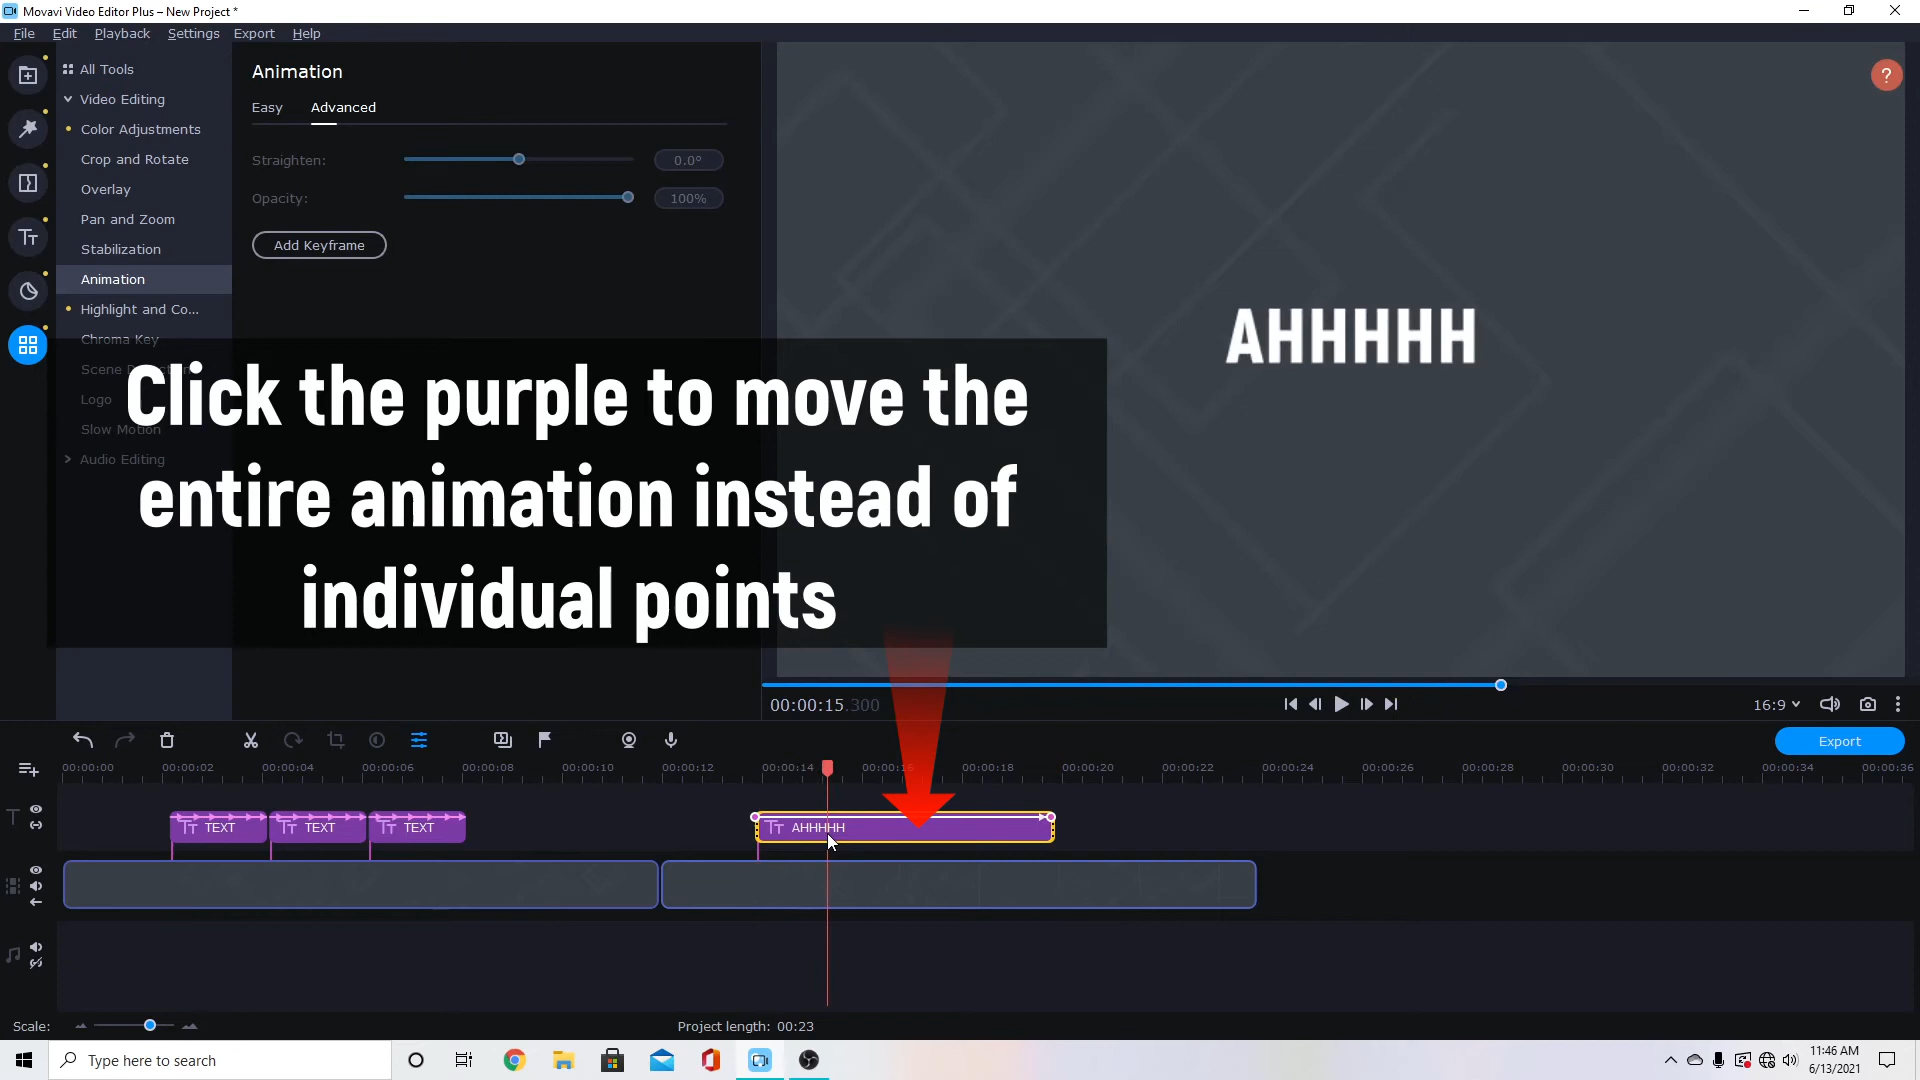 Movavi Video Editor Plus – New Project *
File Edit Playback Settings Export Help
All Tools
Video Editing
Color Adjustments
Crop and Rotate
Overlay
Pan and Zoom
Stabilization
Animation
Highlight and Co...
Chroma Key
Logo
Slow Motion
Audio Editing
Animation
Easy Advanced
Straighten: 0.0°
Opacity: 100%
Add Keyframe
?
AHHHHH
Click the purple to move the
entire animation instead of
individual points
00:00:15.300
16:9
Export
00:00:00 00:00:02 00:00:04 00:00:06 00:00:08 00:00:10 00:00:12 00:00:14 00:00:16 00:00:18 00:00:20 00:00:22 00:00:24 00:00:26 00:00:28 00:00:30 00:00:32 00:00:34 00:00:36
TEXT TEXT TEXT AHHHHH
Scale:
Project length: 00:23
Type here to search
11:46 AM
6/13/2021